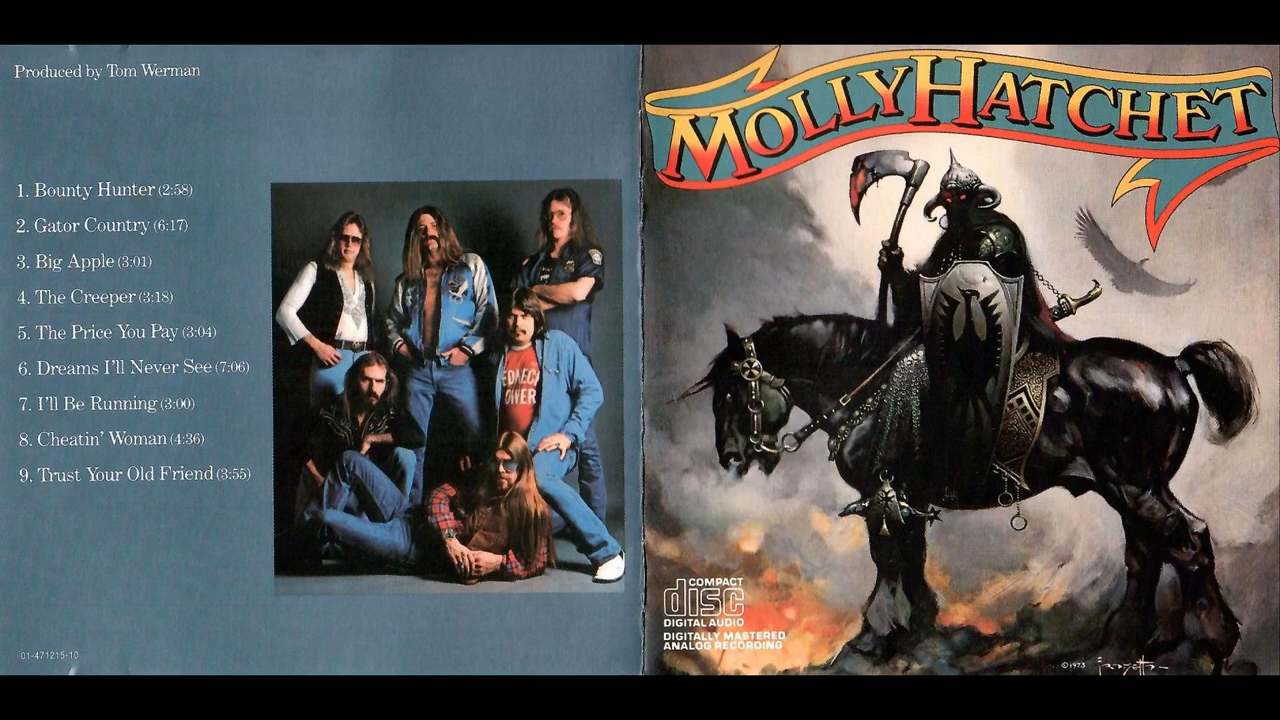 Produced by Tom Werman
1. Bounty Hunter (2:58)
2. Gator Country (6:17)
3. Big Apple (3:01)
4. The Creeper (3:18)
5. The Price You Pay (3:04)
6. Dreams I'll Never See (7:06)
7. I'll Be Running (3:00)
8. Cheatin' Woman (4:36)
9. Trust Your Old Friend (3:55)
EDNECK
OWER
01-471215-10
MOLLY HATCHET
COMPACT
disc
DIGITAL AUDIO
DIGITALLY MASTERED
ANALOG RECORDING
©1973 frazetta